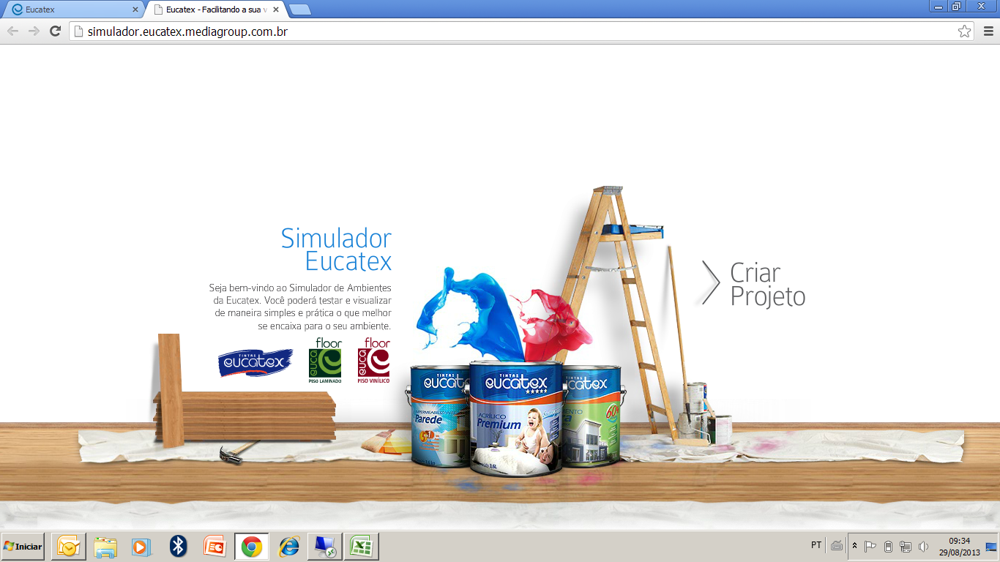 Eucatex
Eucatex - Facilitando a sua v
simulador.eucatex.mediagroup.com.br
Simulador
Eucatex
Seja bem-vindo ao Simulador de Ambientes
da Eucatex. Você poderá testar e visualizar
de maneira simples e prática o que melhor
se encaixa para o seu ambiente.
TINTAS
eucatex
floor
euca
PISO LAMINADO
floor
euca
PISO VINÍLICO
Criar
Projeto
TINTAS
eucatex
IMPERMEABILIZANTE
Parede
TINTAS
eucatex
ACRÍLICO
Premium
3,6L
TINTAS
eucatex
60%
Iniciar
PT
09:34
29/08/2013